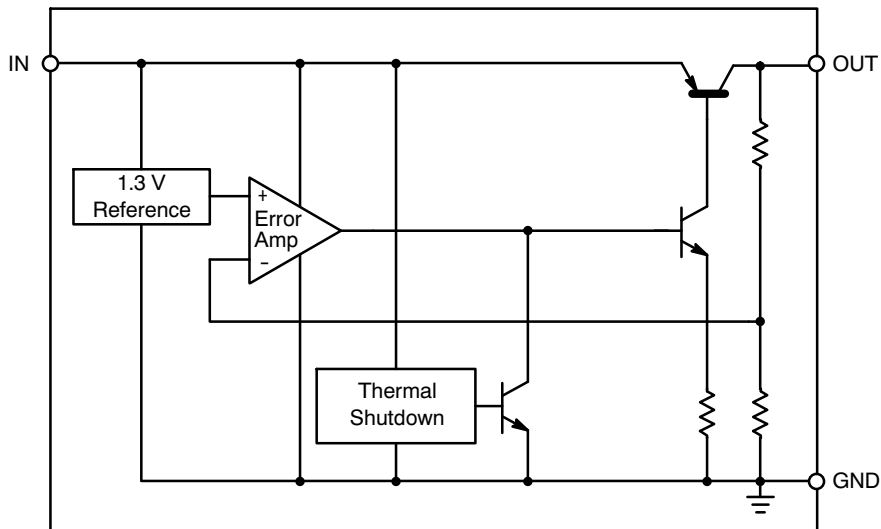 IN
OUT
1.3 V
Reference
+
Error
Amp
-
Thermal
Shutdown
GND